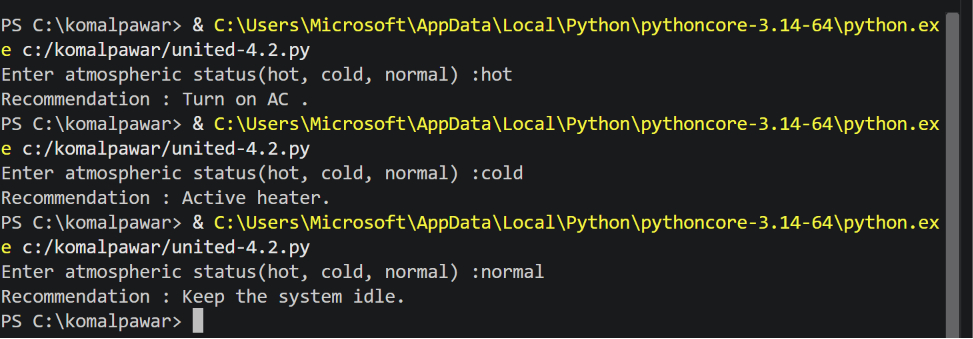 PS C:\komalpawar> & C:\Users\Microsoft\AppData\Local\Python\pythoncore-3.14-64\python.ex
e c:/komalpawar/united-4.2.py
Enter atmospheric status(hot, cold, normal) :hot
Recommendation : Turn on AC .
PS C:\komalpawar> & C:\Users\Microsoft\AppData\Local\Python\pythoncore-3.14-64\python.ex
e c:/komalpawar/united-4.2.py
Enter atmospheric status(hot, cold, normal) :cold
Recommendation : Active heater.
PS C:\komalpawar> & C:\Users\Microsoft\AppData\Local\Python\pythoncore-3.14-64\python.ex
e c:/komalpawar/united-4.2.py
Enter atmospheric status(hot, cold, normal) :normal
Recommendation : Keep the system idle.
PS C:\komalpawar>